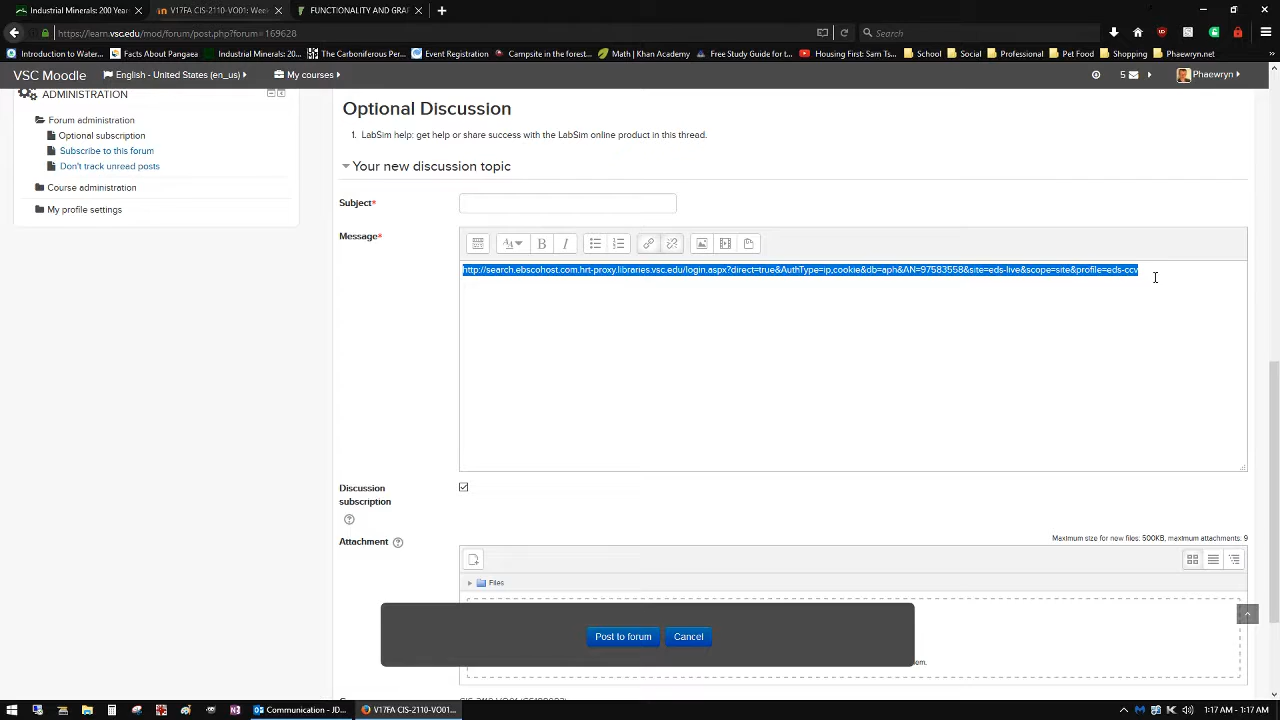 Industrial Minerals: 200 Year
V17FA CIS-2110-VO01: Wee
FUNCTIONALITY AND GRA
https://learn.vsc.edu/mod/forum/post.php?forum=169628
Search
Introduction to Water...
Facts About Pangaea
Industrial Minerals: 20...
The Carboniferous Per...
Event Registration
Campsite in the forest...
Math | Khan Academy
Free Study Guide for t...
Housing First: Sam Ts...
School
Social
Professional
Pet Food
Shopping
Phaewryn.net
VSC Moodle
English - United States (en_us)
My courses
5
Phaewryn
ADMINISTRATION
Forum administration
Optional subscription
Subscribe to this forum
Don't track unread posts
Course administration
My profile settings
Optional Discussion
1. LabSim help: get help or share success with the LabSim online product in this thread.
Your new discussion topic
Subject*
Message*
http://search.ebscohost.com.hrt-proxy.libraries.vsc.edu/login.aspx?direct=true&AuthType=ip,cookie&db=aph&AN=97583558&site=eds-live&scope=site&profile=eds-ccv
Discussion
subscription
Attachment
Maximum size for new files: 500KB, maximum attachments: 9
Files
Post to forum
Cancel
Communication - JD...
V17FA CIS-2110-VO01...
1:17 AM - 1:17 AM